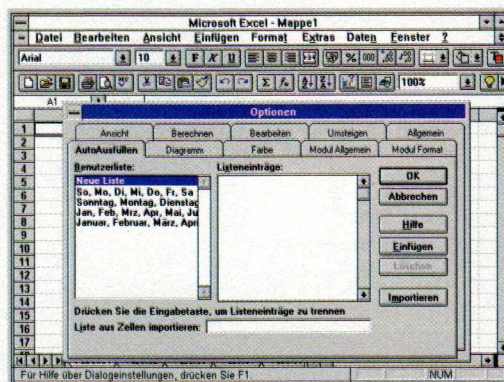 Microsoft Excel - Mappe1
Datei Bearbeiten Ansicht Einfügen Format Extras Daten Fenster ?
Arial 10 F K U % 000
Σ 100%
A1
Optionen
Ansicht Berechnen Bearbeiten Umsteigen Allgemein
AutoAusfüllen Diagramm Farbe Modul Allgemein Modul Format
Benutzerliste: Listeneinträge:
Neue Liste
So, Mo, Di, Mi, Do, Fr, Sa
Sonntag, Montag, Dienstag
Jan, Feb, Mrz, Apr, Mai, Ju
Januar, Februar, März, Apri
OK
Abbrechen
Hilfe
Einfügen
Löschen
Importieren
Drücken Sie die Eingabetaste, um Listeneinträge zu trennen
Liste aus Zellen importieren:
1
2
3
4
5
6
7
8
9
10
11
12
13
14
15
16
17
Für Hilfe über Dialogeinstellungen, drücken Sie F1. NUM